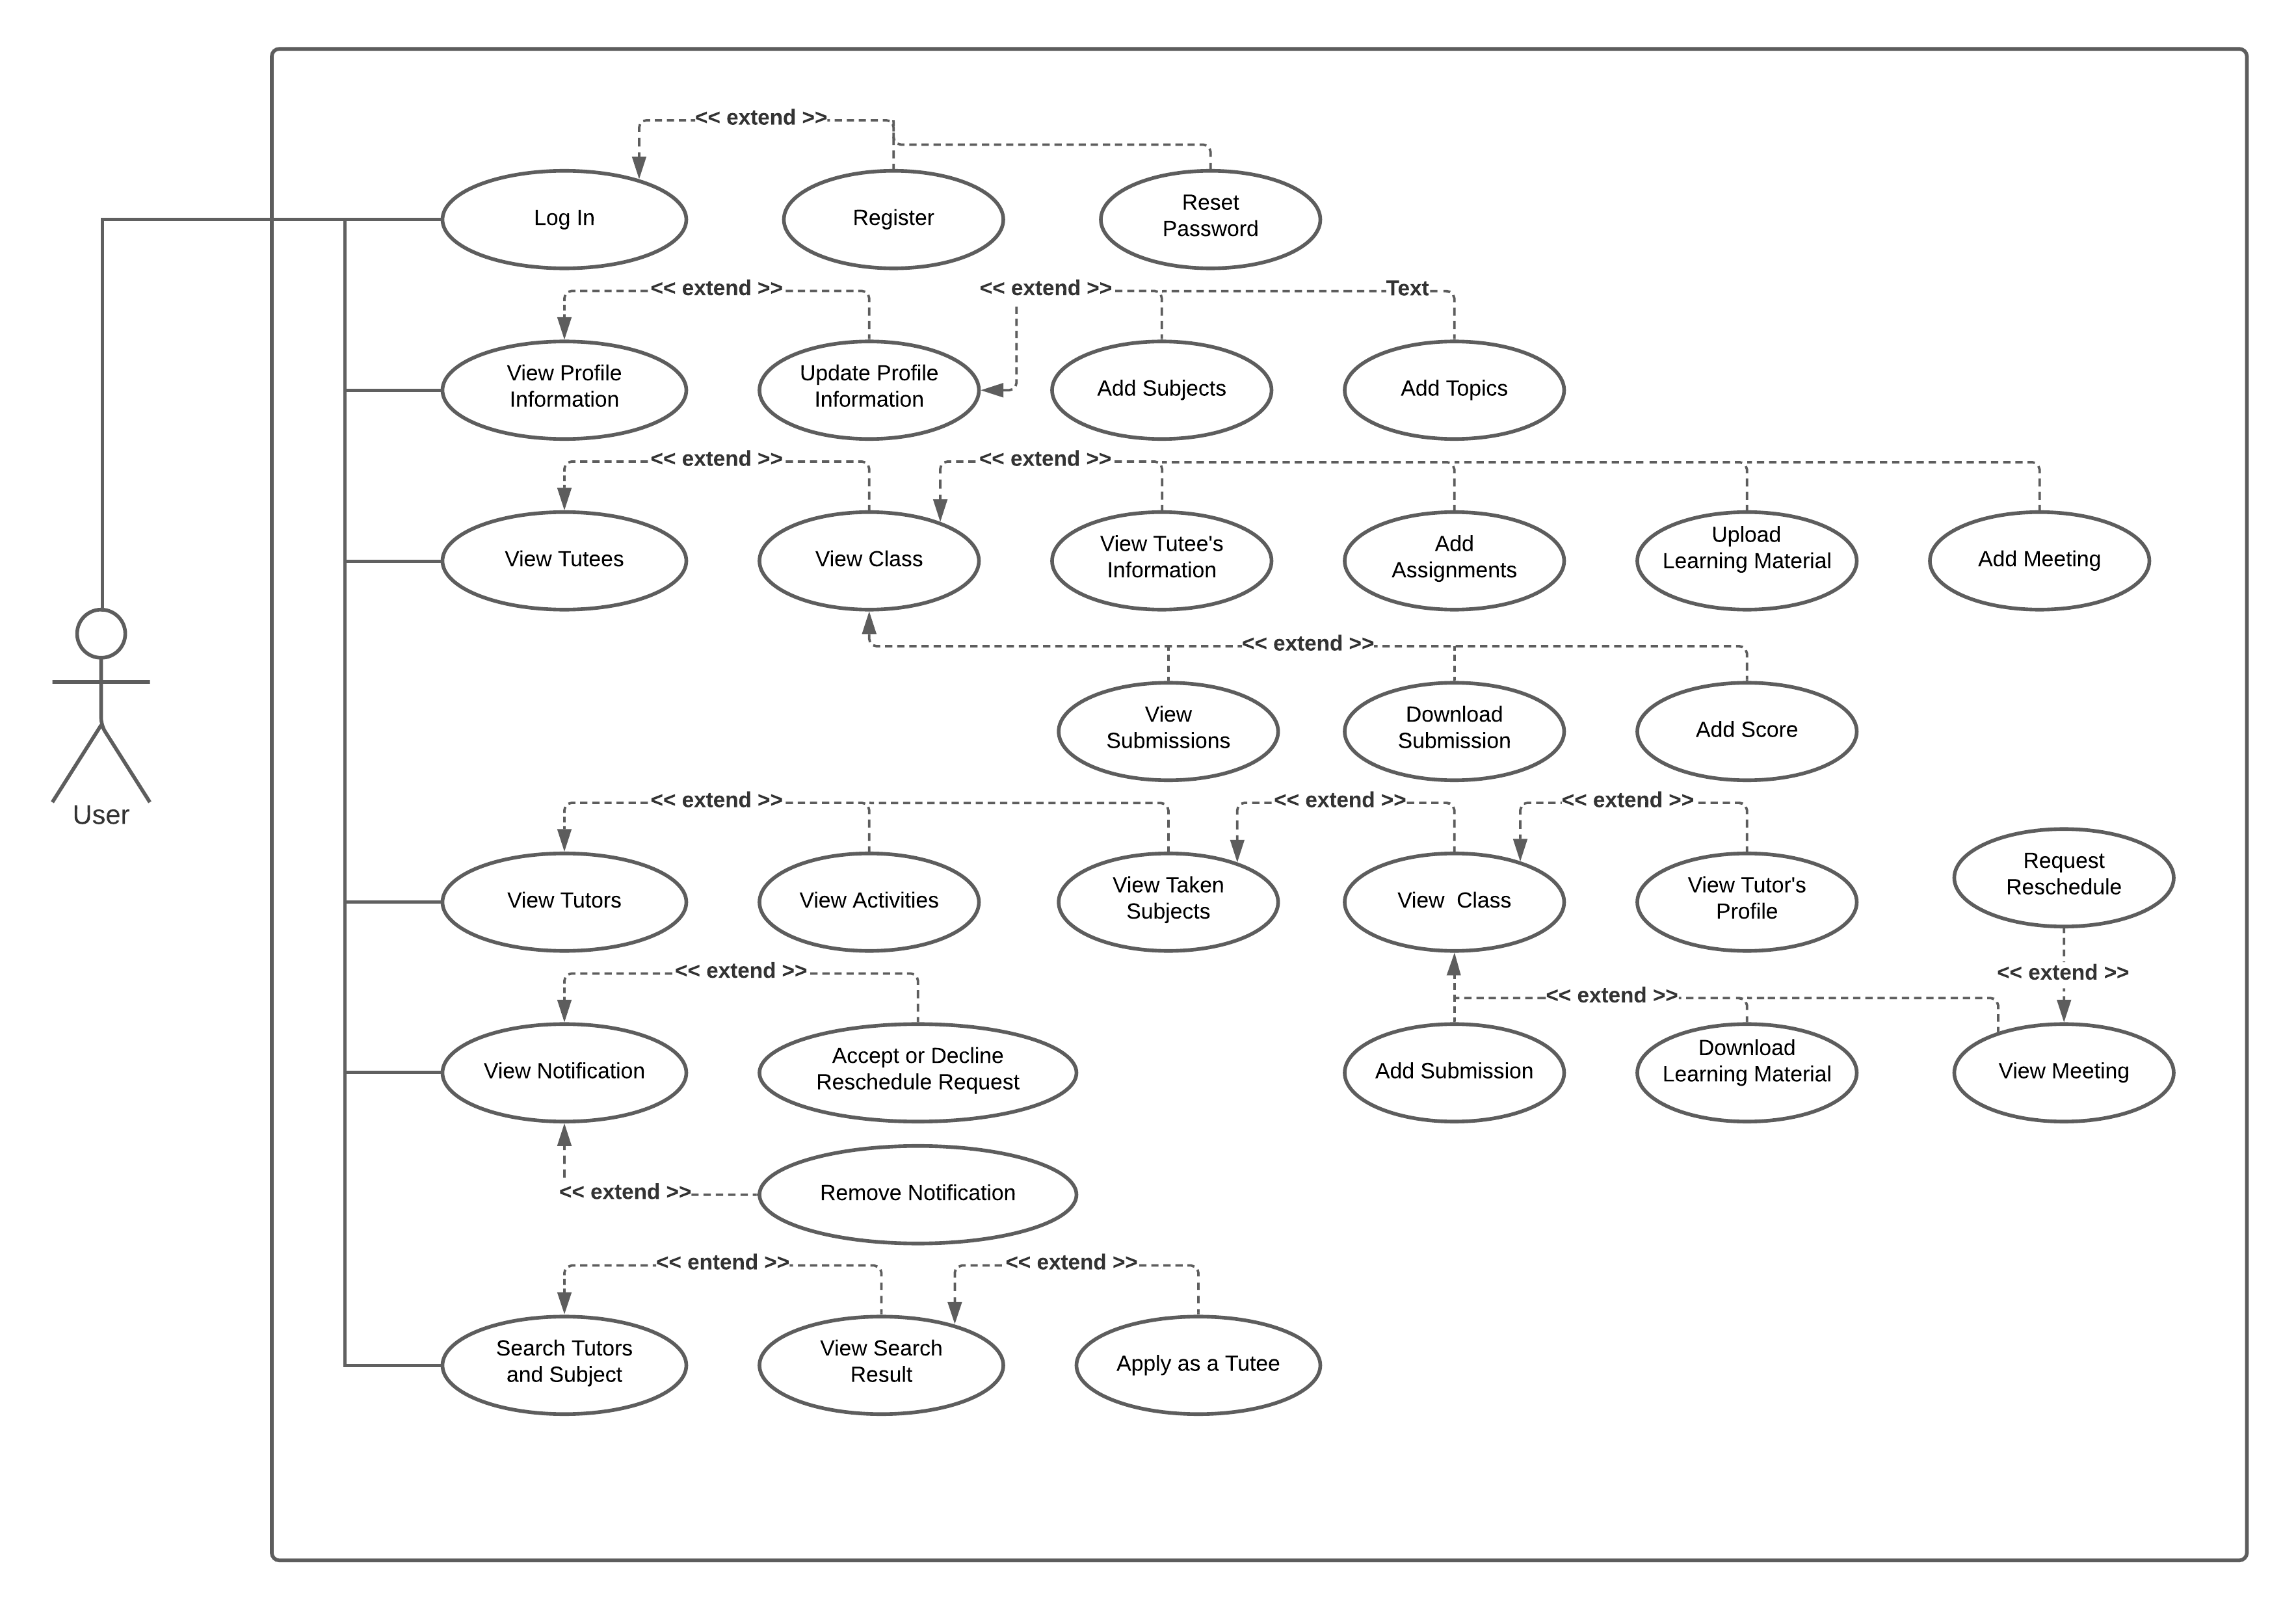 << extend >>
Log In
Register
Reset
Password
<< extend >>
<< extend >>
Text
View Profile
Information
Update Profile
Information
Add Subjects
Add Topics
<< extend >>
<< extend >>
View Tutees
View Class
View Tutee's
Information
Add
Assignments
Upload
Learning Material
Add Meeting
<< extend >>
View
Submissions
Download
Submission
Add Score
User
<< extend >>
<< extend >>
<< extend >>
View Tutors
View Activities
View Taken
Subjects
View  Class
View Tutor's
Profile
Request
Reschedule
<< extend >>
<< extend >>
<< extend >>
View Notification
Accept or Decline
Reschedule Request
Add Submission
Download
Learning Material
View Meeting
<< extend >>
Remove Notification
<< entend >>
<< extend >>
Search Tutors
and Subject
View Search
Result
Apply as a Tutee